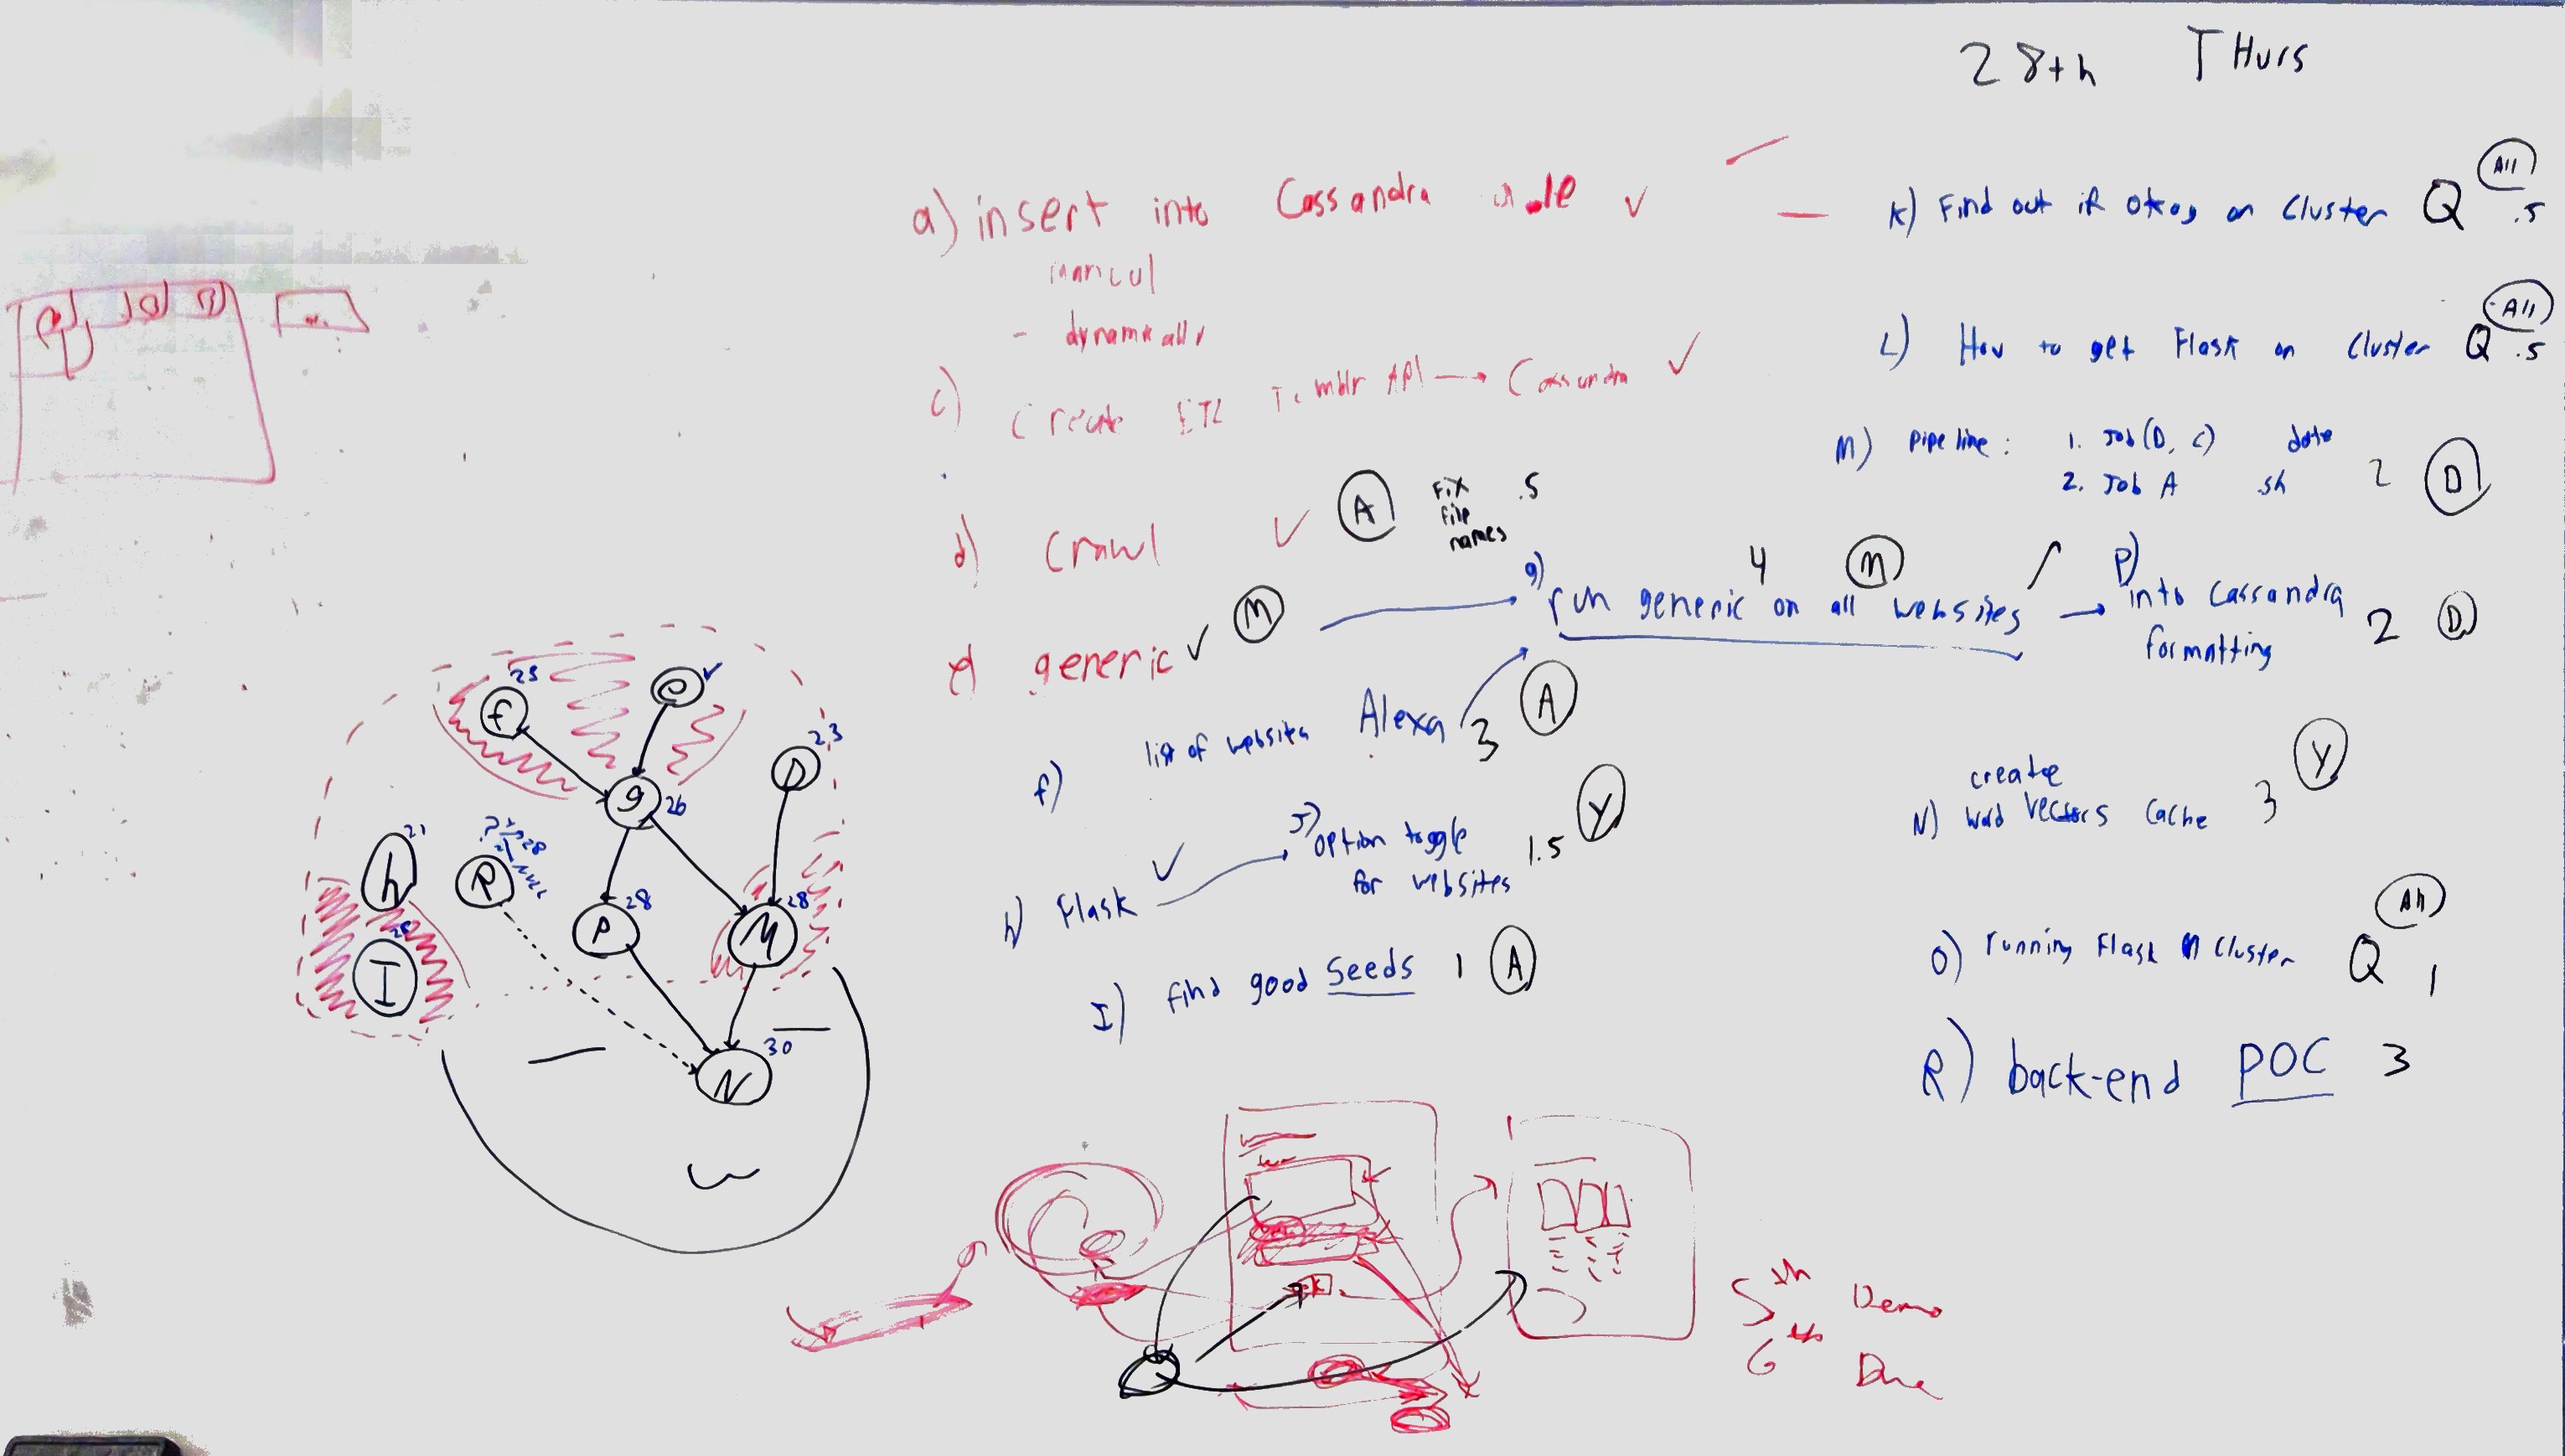 28th THurs
a) insert into Cassandra
manual
- dynamically
c) Create ETL Tumblr API → Cassandra ✓
d) Crawl ✓ A Fix .5
file
names
e) generic ✓ M
g) run generic on all websites 4 M
p) into Cassandra 2 D
formatting
f) list of websites Alexa 3 A
h) Flask ✓
J) option toggle 1.5 Y
for websites
I) find good seeds 1 A
K) Find out if okay on Cluster Q All .5
L) How to get Flask on Cluster Q All .5
M) Pipeline: 1. Job(D, C) date
2. Job A .sh 2 D
create
N) word vectors cache 3 Y
O) running Flask on Cluster Q All 1
R) back-end POC 3
f 25
e ✓
D 23
g 26
h 21
R 28
P 28
M 28
I
N 30
5th Demo
6th Due